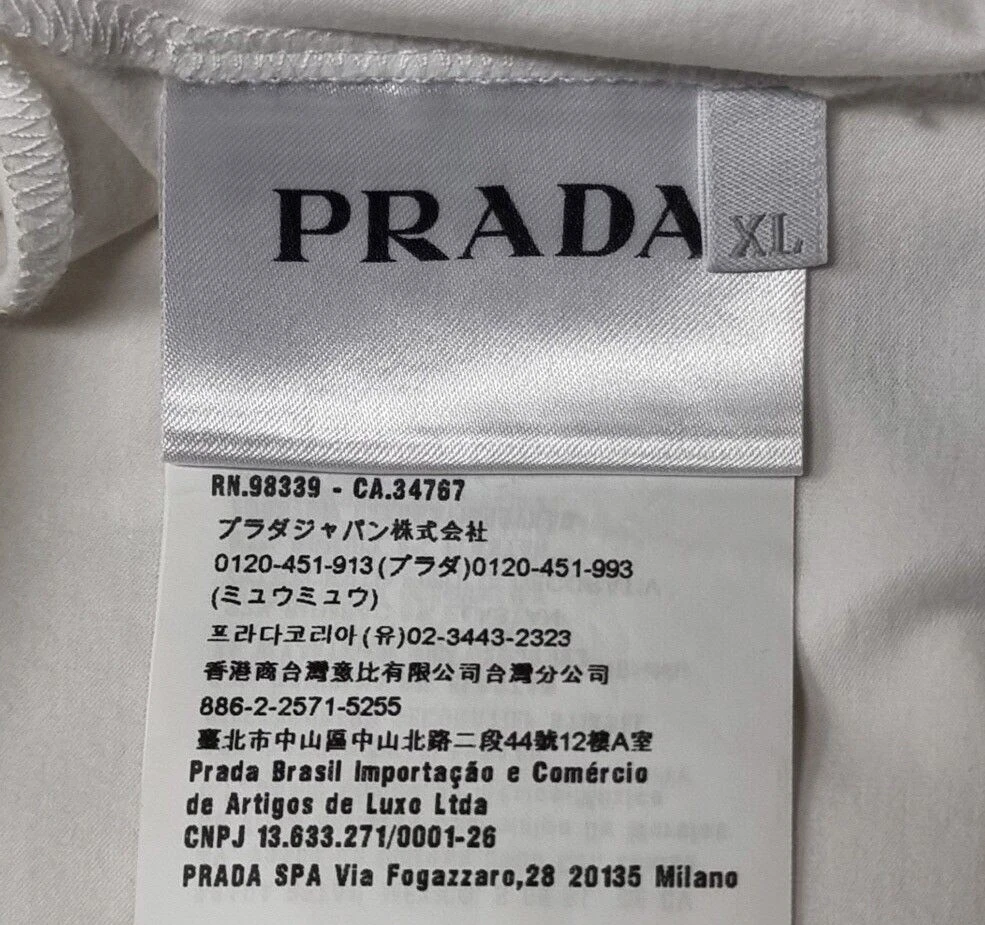 PRADA
XL
RN.98339 - CA.34767
プラダジャパン株式会社
0120-451-913(プラダ)0120-451-993
(ミュウミュウ)
프라다코리아(유)02-3443-2323
香港商台灣意比有限公司台灣分公司
886-2-2571-5255
臺北市中山區中山北路二段44號12樓A室
Prada Brasil Importação e Comércio
de Artigos de Luxo Ltda
CNPJ 13.633.271/0001-26
PRADA SPA Via Fogazzaro,28 20135 Milano